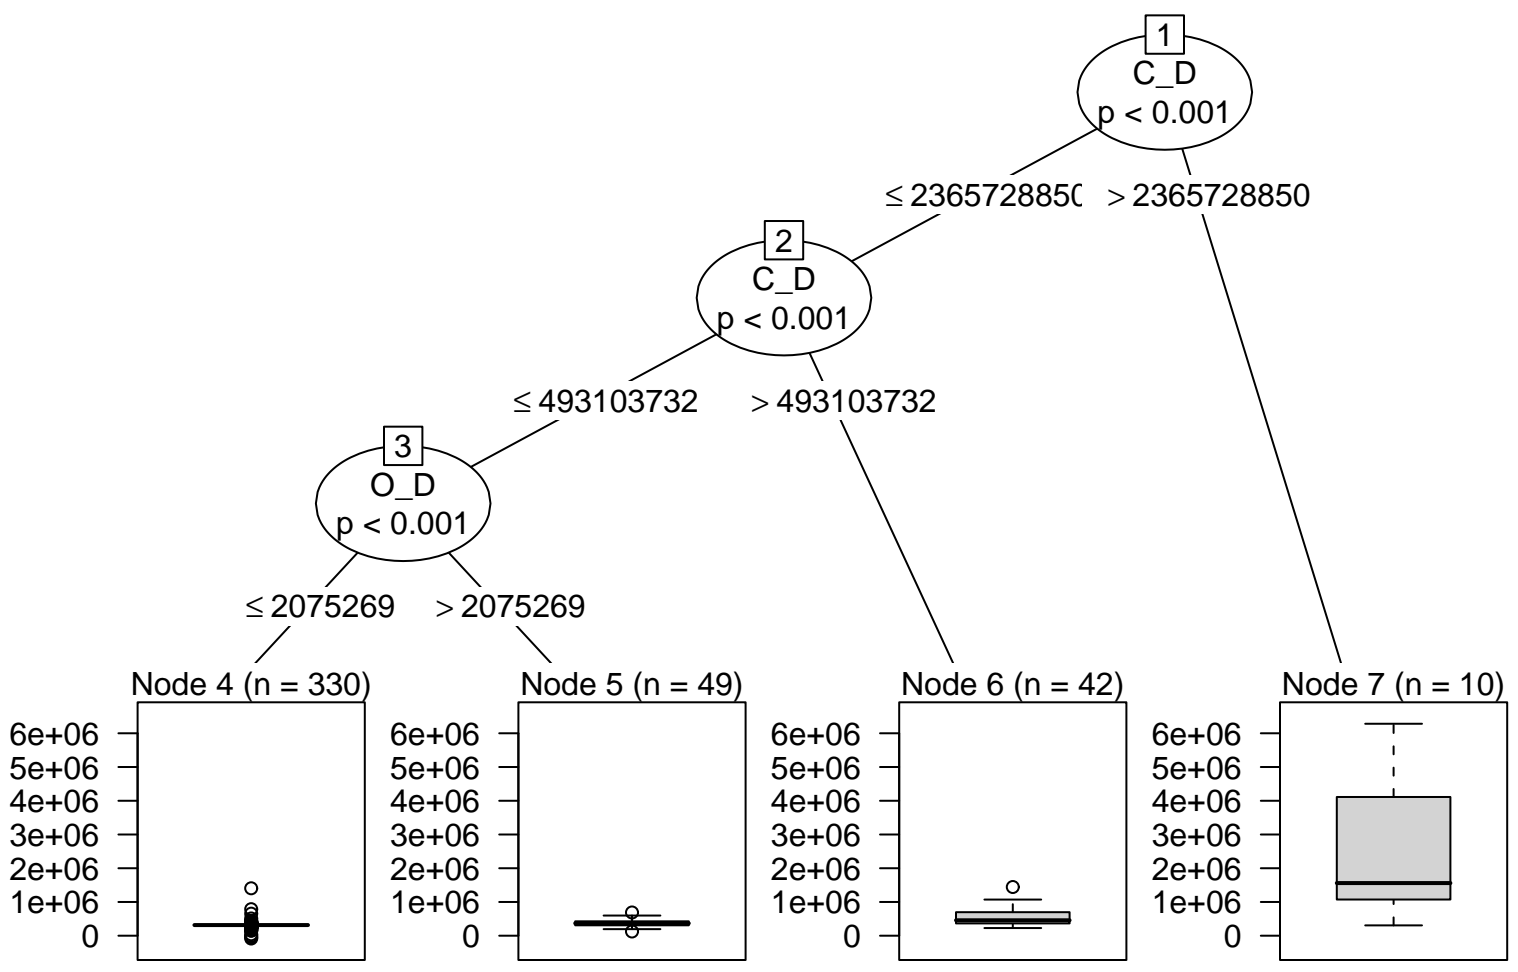 1
C_D
p < 0.001
≤ 2365728850 > 2365728850
2
C_D
p < 0.001
≤ 493103732 > 493103732
3
O_D
p < 0.001
≤ 2075269 > 2075269
Node 4 (n = 330)
6e+06
5e+06
4e+06
3e+06
2e+06
1e+06
0
Node 5 (n = 49)
6e+06
5e+06
4e+06
3e+06
2e+06
1e+06
0
Node 6 (n = 42)
6e+06
5e+06
4e+06
3e+06
2e+06
1e+06
0
Node 7 (n = 10)
6e+06
5e+06
4e+06
3e+06
2e+06
1e+06
0